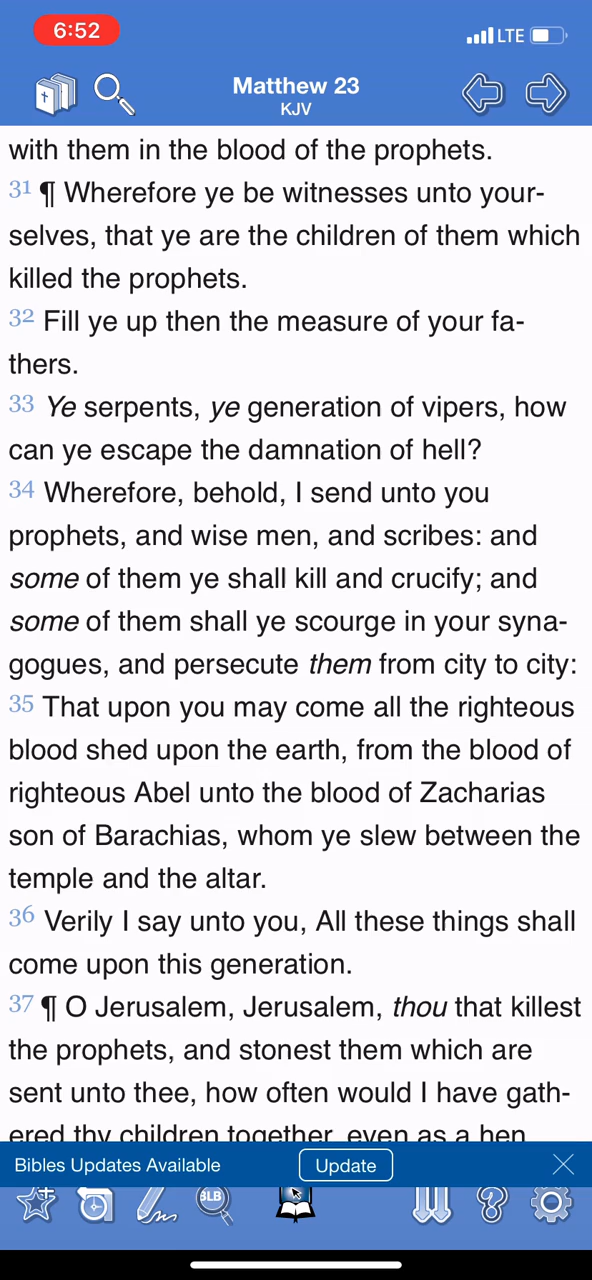 6:52
LTE
Matthew 23
KJV
with them in the blood of the prophets.
31 ¶ Wherefore ye be witnesses unto your-
selves, that ye are the children of them which
killed the prophets.
32 Fill ye up then the measure of your fa-
thers.
33 Ye serpents, ye generation of vipers, how
can ye escape the damnation of hell?
34 Wherefore, behold, I send unto you
prophets, and wise men, and scribes: and
some of them ye shall kill and crucify; and
some of them shall ye scourge in your syna-
gogues, and persecute them from city to city:
35 That upon you may come all the righteous
blood shed upon the earth, from the blood of
righteous Abel unto the blood of Zacharias
son of Barachias, whom ye slew between the
temple and the altar.
36 Verily I say unto you, All these things shall
come upon this generation.
37 ¶ O Jerusalem, Jerusalem, thou that killest
the prophets, and stonest them which are
sent unto thee, how often would I have gath-
ered thy children together, even as a hen
Bibles Updates Available
Update
BLB